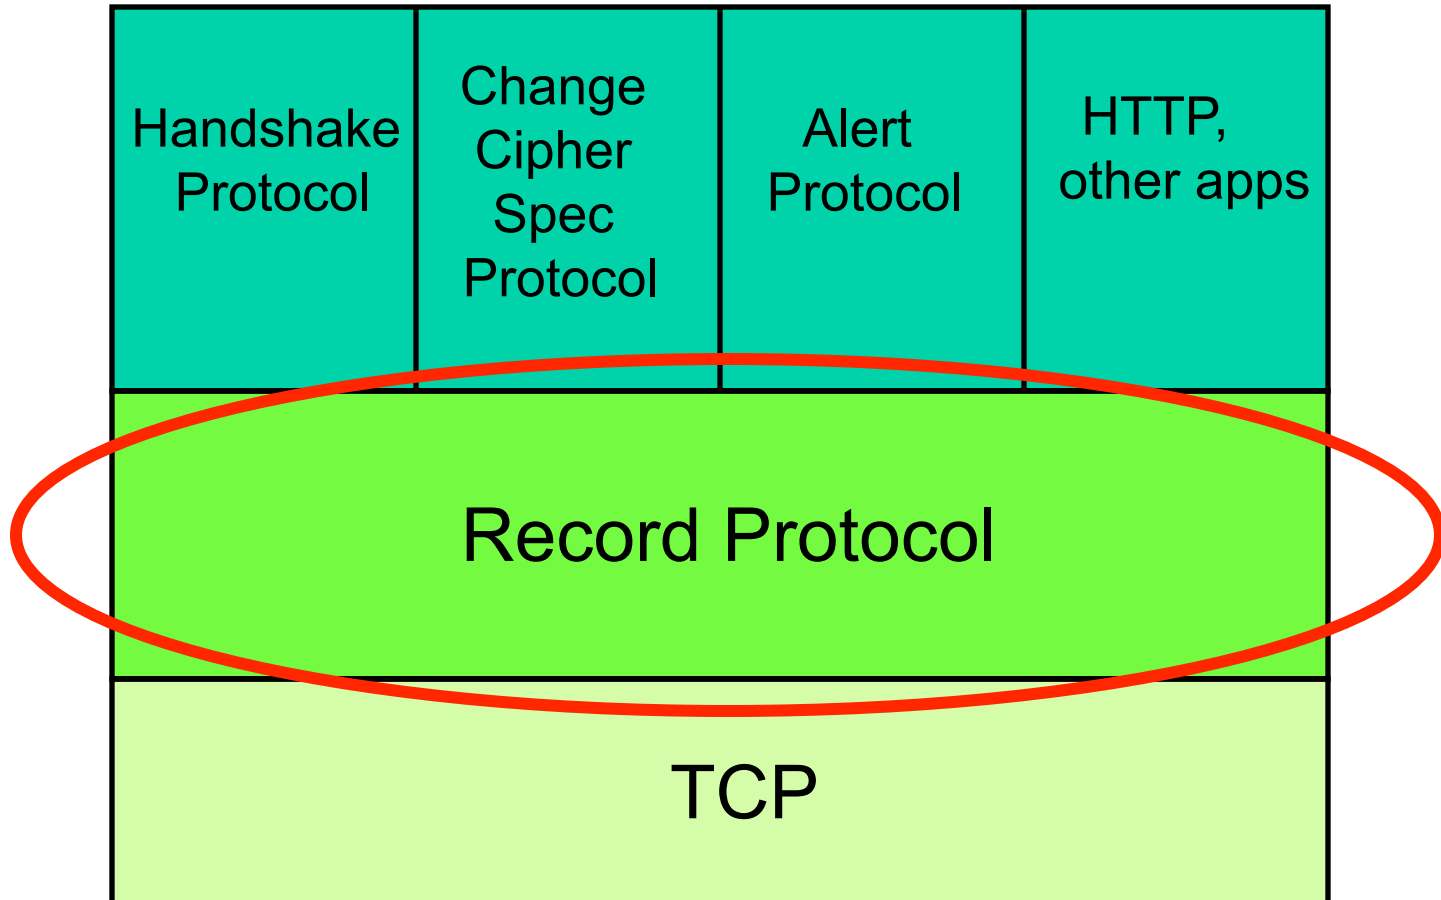 Handshake
Protocol
Change
Cipher
Spec
Protocol
Alert
Protocol
HTTP,
other apps
Record Protocol
TCP